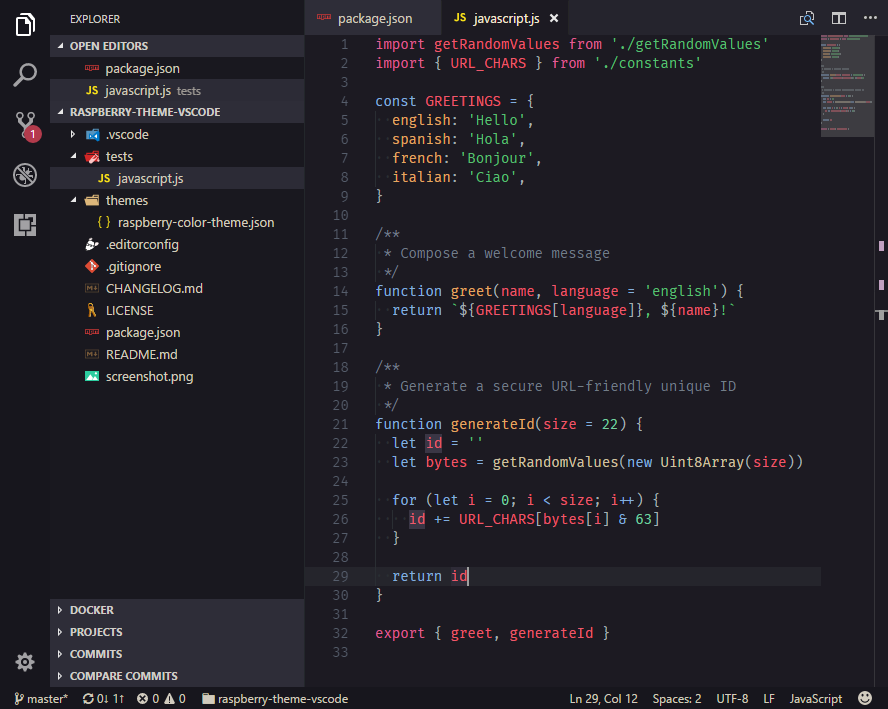 EXPLORER
OPEN EDITORS
package.json
JS javascript.js tests
RASPBERRY-THEME-VSCODE
.vscode
tests
JS javascript.js
themes
{ } raspberry-color-theme.json
.editorconfig
.gitignore
CHANGELOG.md
LICENSE
package.json
README.md
screenshot.png
DOCKER
PROJECTS
COMMITS
COMPARE COMMITS
1
package.json
JS javascript.js ×
1 import getRandomValues from './getRandomValues'
2 import { URL_CHARS } from './constants'
3
4 const GREETINGS = {
5 english: 'Hello',
6 spanish: 'Hola',
7 french: 'Bonjour',
8 italian: 'Ciao',
9 }
10
11 /**
12 * Compose a welcome message
13 */
14 function greet(name, language = 'english') {
15 return `${GREETINGS[language]}, ${name}!`
16 }
17
18 /**
19 * Generate a secure URL-friendly unique ID
20 */
21 function generateId(size = 22) {
22 let id = ''
23 let bytes = getRandomValues(new Uint8Array(size))
24
25 for (let i = 0; i < size; i++) {
26 id += URL_CHARS[bytes[i] & 63]
27 }
28
29 return id
30 }
31
32 export { greet, generateId }
33
master* 0↓ 1↑ 0 0 raspberry-theme-vscode Ln 29, Col 12 Spaces: 2 UTF-8 LF JavaScript